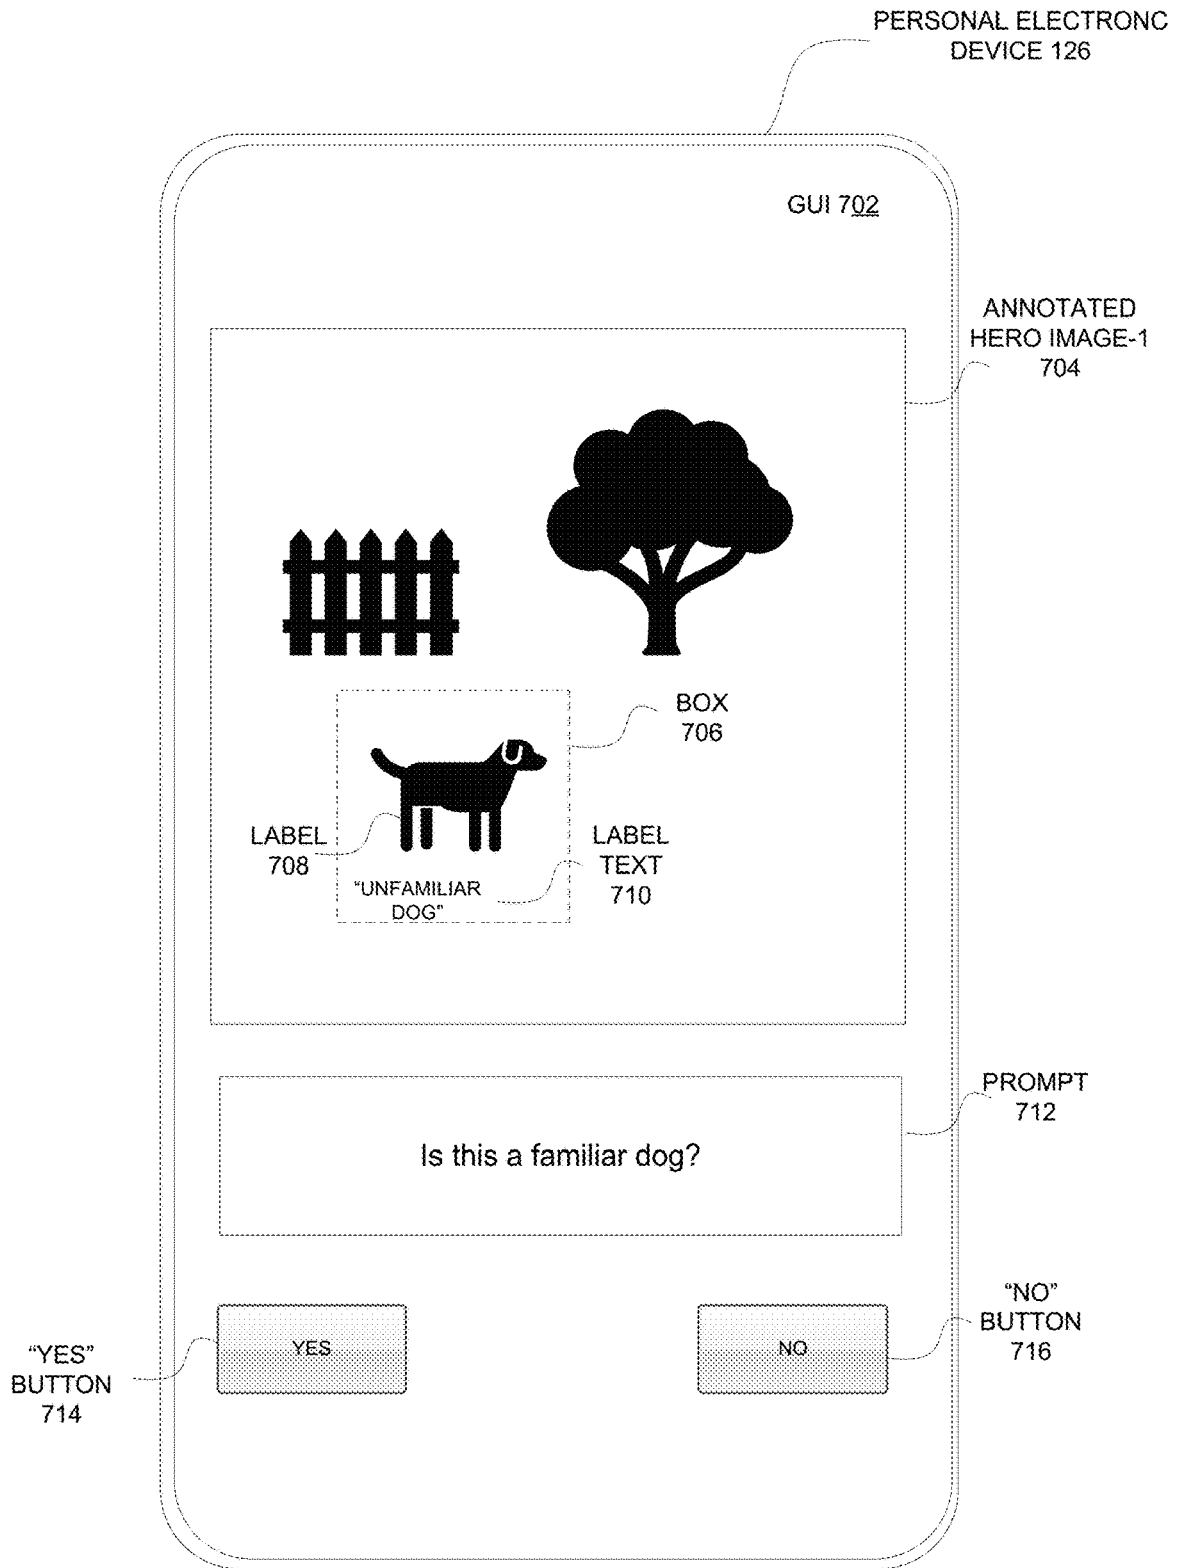 PERSONAL ELECTRONC
DEVICE 126
GUI 702
ANNOTATED
HERO IMAGE-1
704
BOX
706
LABEL
708
LABEL
TEXT
710
“UNFAMILIAR
DOG”
PROMPT
712
Is this a familiar dog?
“NO”
BUTTON
716
YES
NO
“YES”
BUTTON
714